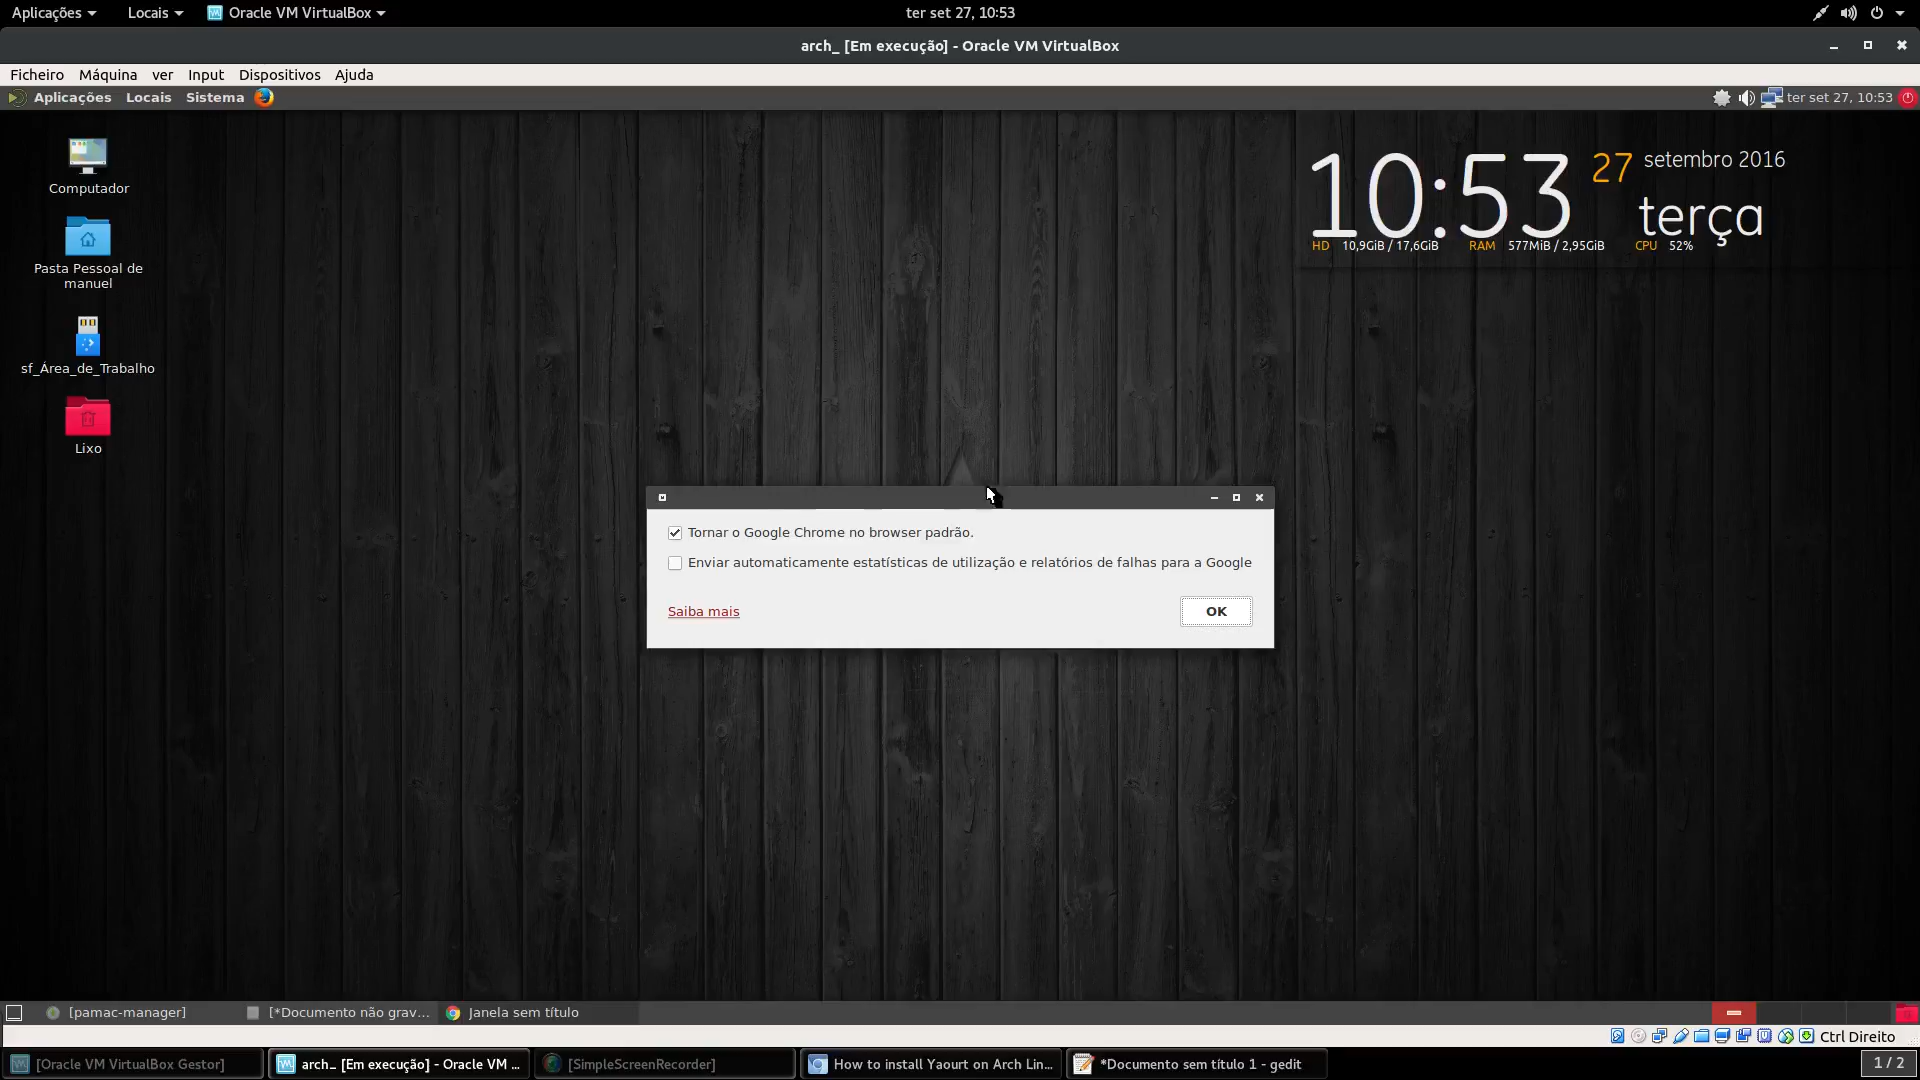 Aplicações
Locais
Oracle VM VirtualBox
ter set 27, 10:53
arch_ [Em execução] - Oracle VM VirtualBox
Ficheiro Máquina ver Input Dispositivos Ajuda
Aplicações Locais Sistema
ter set 27, 10:53
Computador
Pasta Pessoal de
manuel
sf_Área_de_Trabalho
Lixo
10:53
27
setembro 2016
terça
HD 10,9GiB / 17,6GiB RAM 577MiB / 2,95GiB CPU 52%
Tornar o Google Chrome no browser padrão.
Enviar automaticamente estatísticas de utilização e relatórios de falhas para a Google
Saiba mais
OK
[pamac-manager]
[*Documento não grav...
Janela sem título
Ctrl Direito
[Oracle VM VirtualBox Gestor]
arch_ [Em execução] - Oracle VM ...
[SimpleScreenRecorder]
How to install Yaourt on Arch Lin...
*Documento sem título 1 - gedit
1 / 2